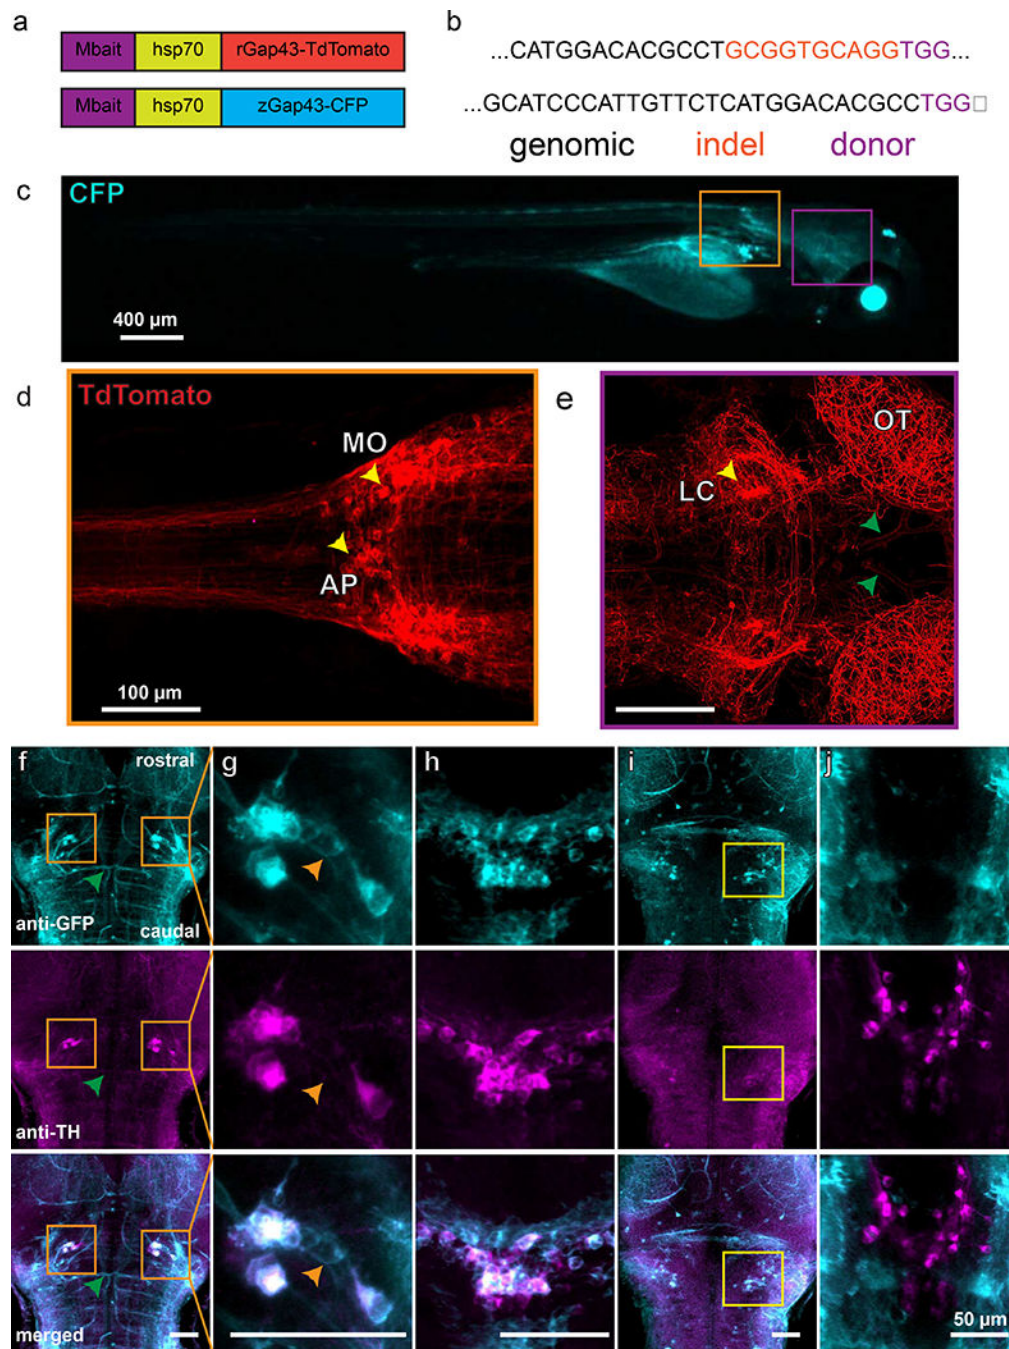 a
Mbait hsp70 rGap43-TdTomato
Mbait hsp70 zGap43-CFP
b
...CATGGACACGCCTGCGGTGCAGGTGG...
...GCATCCCATTGTTCTCATGGACACGCCTGG□
genomic indel donor
c
CFP
400 µm
d
TdTomato
MO
AP
100 µm
e
OT
LC
f
rostral
anti-GFP
caudal
g
h
i
j
anti-TH
merged
50 µm